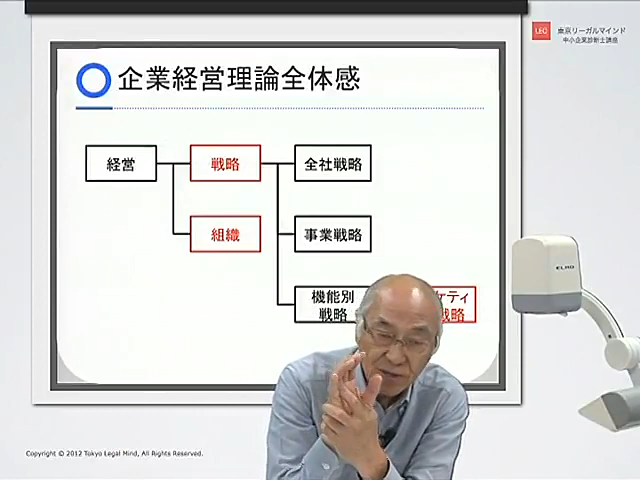 LEC 東京リーガルマインド
中小企業診断士講座
企業経営理論全体感
経営
戦略
全社戦略
組織
事業戦略
機能別
戦略
ケティ
戦略
ELMO
Copyright © 2012 Tokyo Legal Mind, All Rights Reserved.